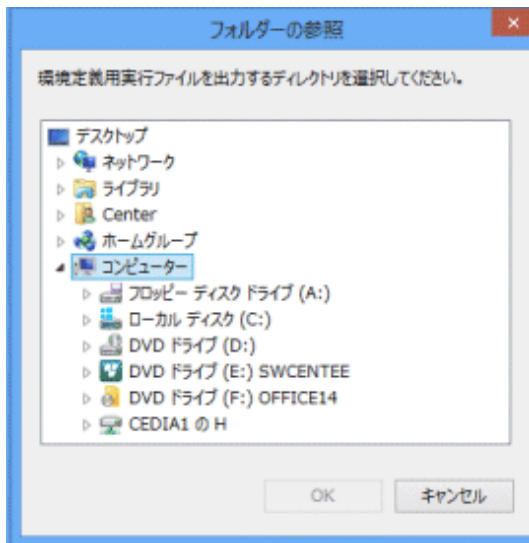 フォルダーの参照
環境定義用実行ファイルを出力するディレクトリを選択してください。
デスクトップ
ネットワーク
ライブラリ
Center
ホームグループ
コンピューター
フロッピー ディスク ドライブ (A:)
ローカル ディスク (C:)
DVD ドライブ (D:)
DVD ドライブ (E:) SWCENTEE
DVD ドライブ (F:) OFFICE14
CEDIA1 の H
OK
キャンセル